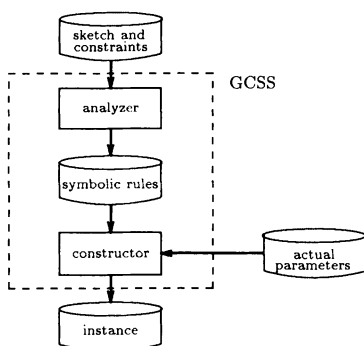 sketch and
constraints
GCSS
analyzer
symbolic rules
constructor
actual
parameters
instance